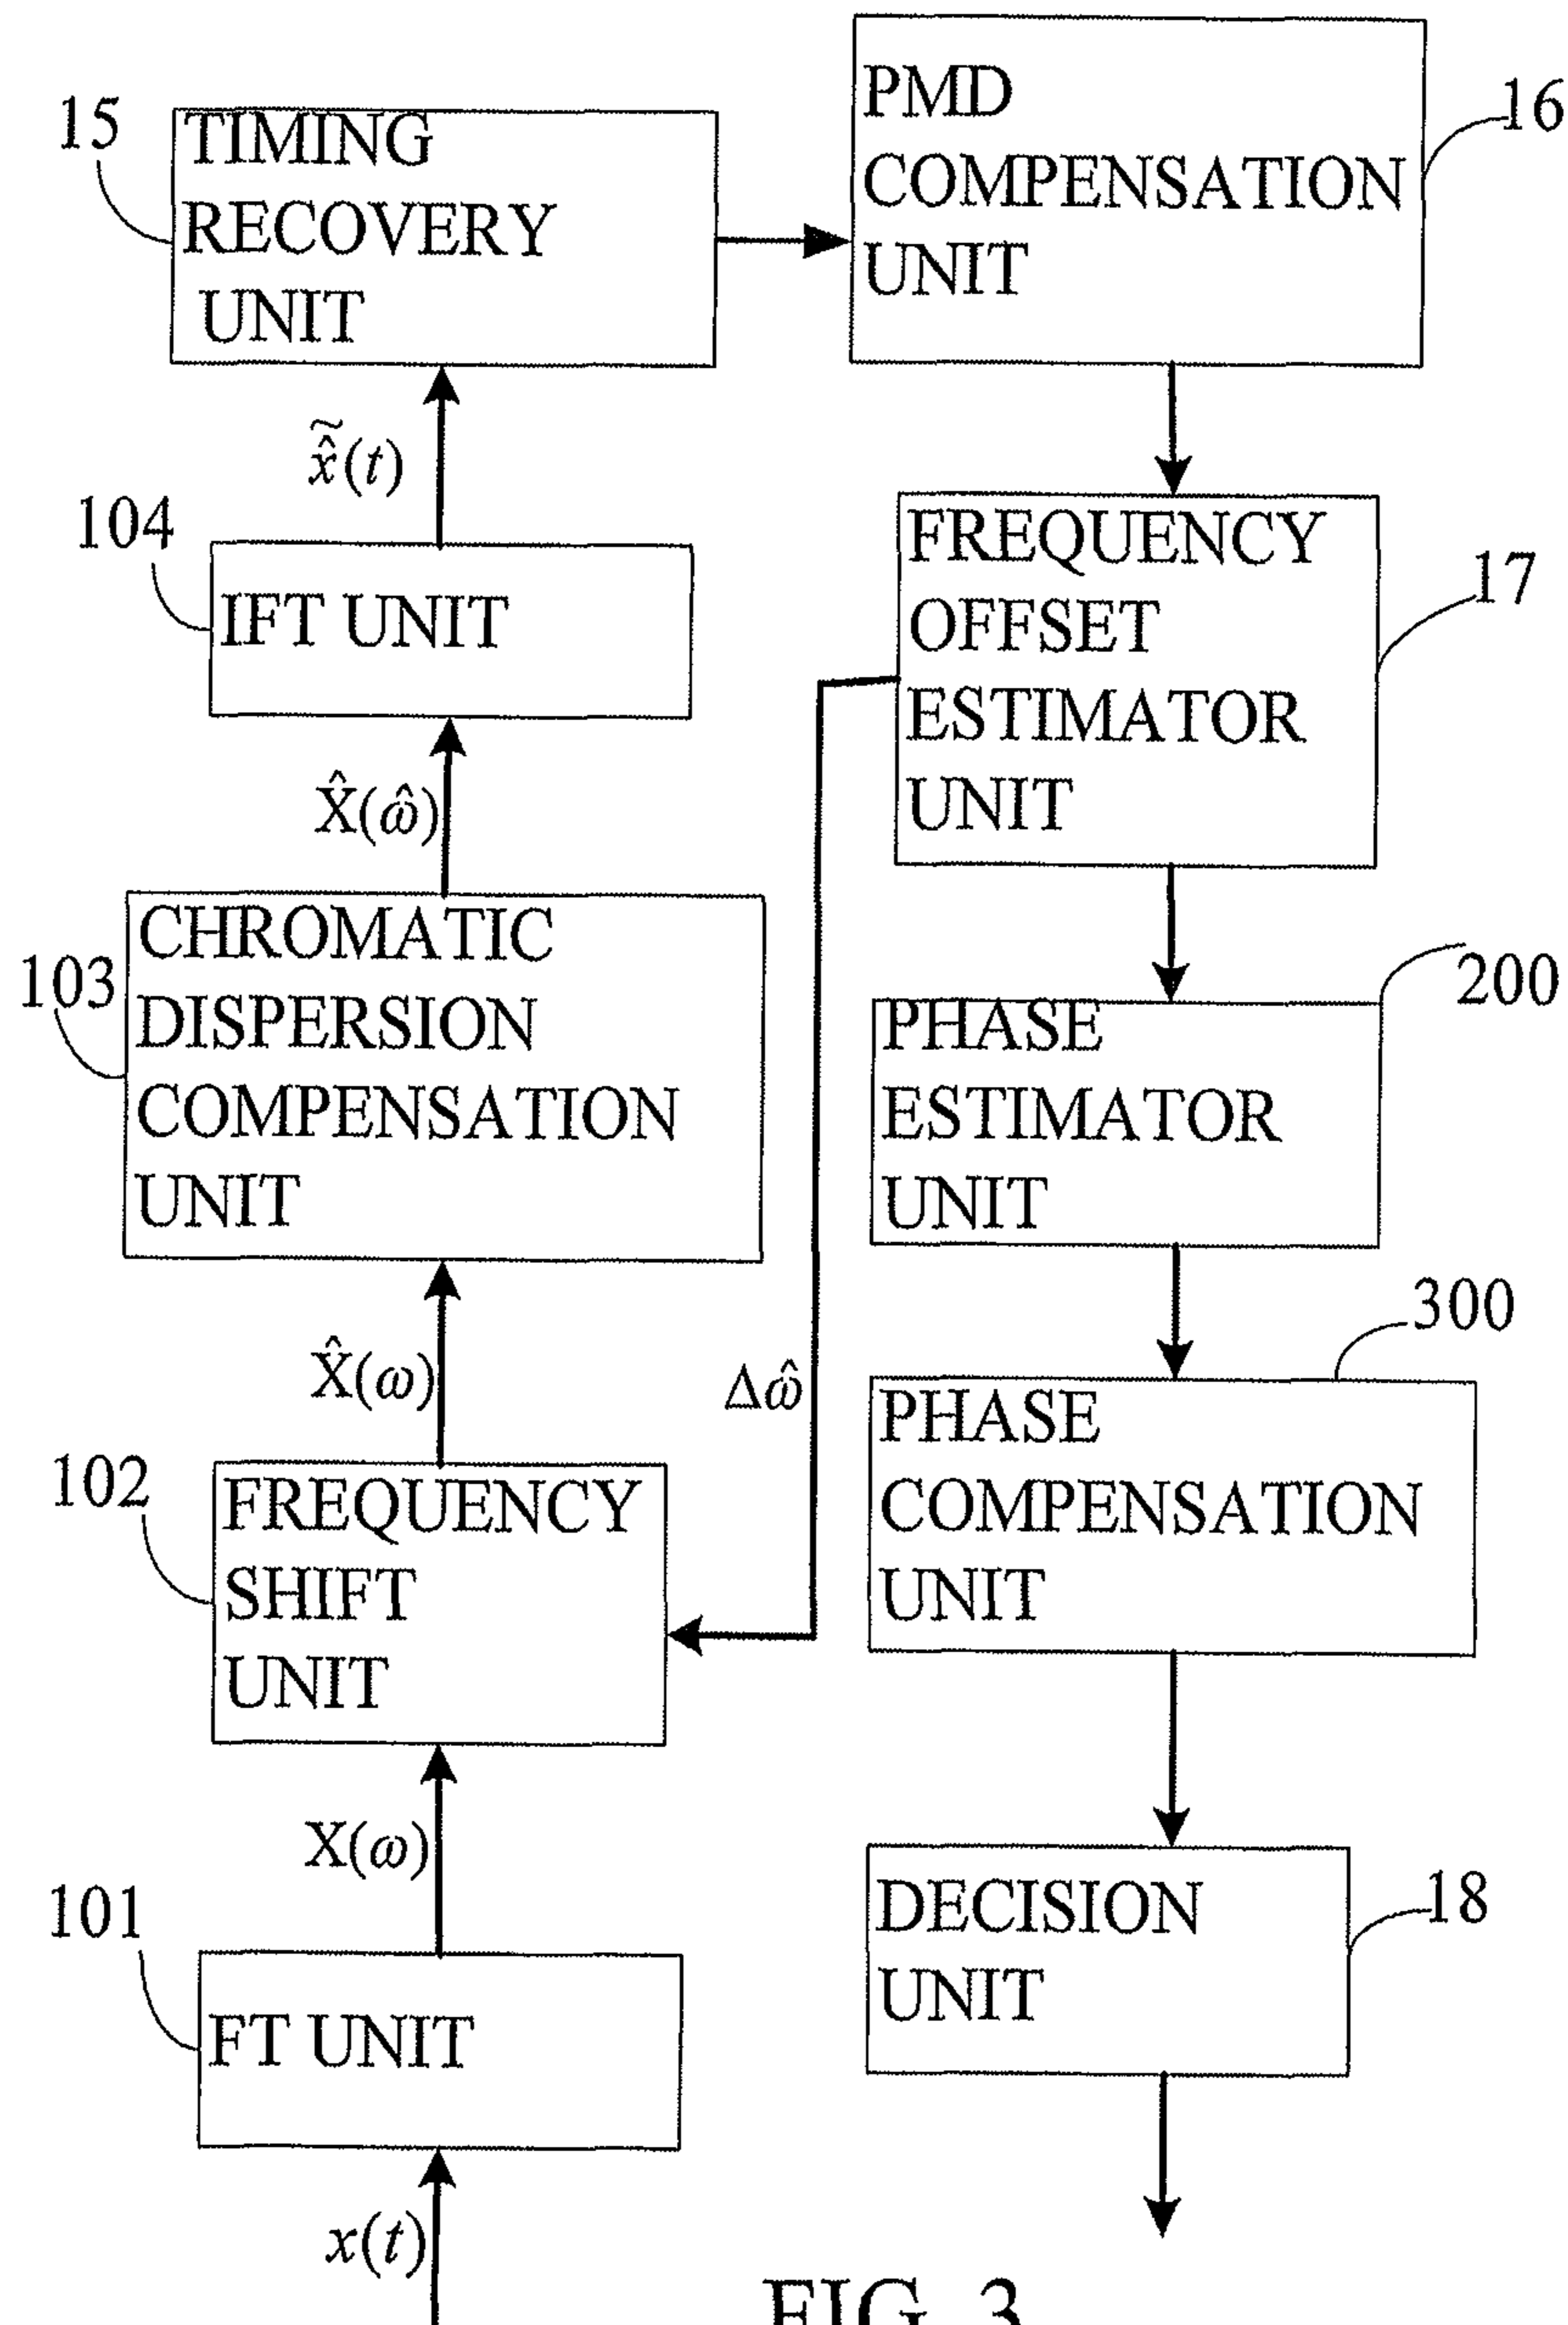 15
TIMING
RECOVERY
UNIT
PMD
COMPENSATION
UNIT
16
x̂̃(t)
104
IFT UNIT
FREQUENCY
OFFSET
ESTIMATOR
UNIT
17
X̂(ω̂)
103
CHROMATIC
DISPERSION
COMPENSATION
UNIT
PHASE
ESTIMATOR
UNIT
200
X̂(ω)
Δω̂
300
PHASE
COMPENSATION
UNIT
102
FREQUENCY
SHIFT
UNIT
X(ω)
101
FT UNIT
DECISION
UNIT
18
x(t)
FIG. 3